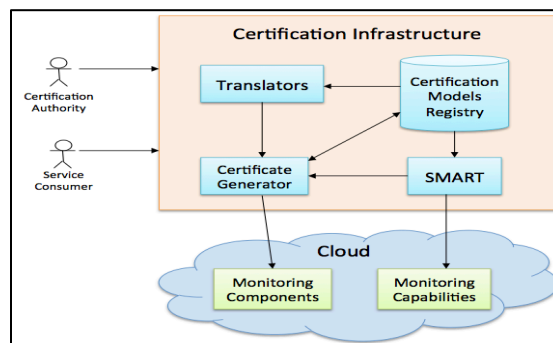 Certification Infrastructure
Certification
Authority
Service
Consumer
Translators
Certification
Models
Registry
Certificate
Generator
SMART
Cloud
Monitoring
Components
Monitoring
Capabilities